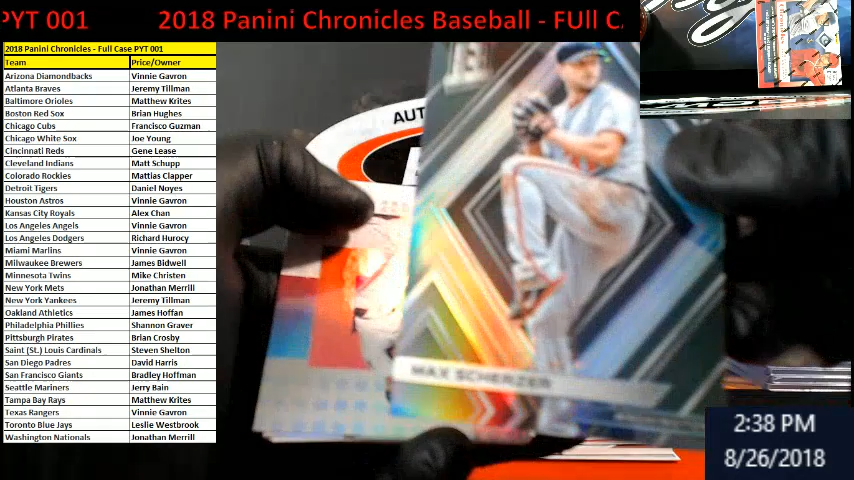 PYT 001 2018 Panini Chronicles Baseball - FUll C
2018 Panini Chronicles - Full Case PYT 001
Team Price/Owner
Arizona Diamondbacks Vinnie Gavron
Atlanta Braves Jeremy Tillman
Baltimore Orioles Matthew Krites
Boston Red Sox Brian Hughes
Chicago Cubs Francisco Guzman
Chicago White Sox Joe Young
Cincinnati Reds Gene Lease
Cleveland Indians Matt Schupp
Colorado Rockies Mattias Clapper
Detroit Tigers Daniel Noyes
Houston Astros Vinnie Gavron
Kansas City Royals Alex Chan
Los Angeles Angels Vinnie Gavron
Los Angeles Dodgers Richard Hurocy
Miami Marlins Vinnie Gavron
Milwaukee Brewers James Bidwell
Minnesota Twins Mike Christen
New York Mets Jonathan Merrill
New York Yankees Jeremy Tillman
Oakland Athletics James Hoffan
Philadelphia Phillies Shannon Graver
Pittsburgh Pirates Brian Crosby
Saint (St.) Louis Cardinals Steven Shelton
San Diego Padres David Harris
San Francisco Giants Bradley Hoffman
Seattle Mariners Jerry Bain
Tampa Bay Rays Matthew Krites
Texas Rangers Vinnie Gavron
Toronto Blue Jays Leslie Westbrook
Washington Nationals Jonathan Merrill
AUT
MAX SCHERZER
2:38 PM
8/26/2018